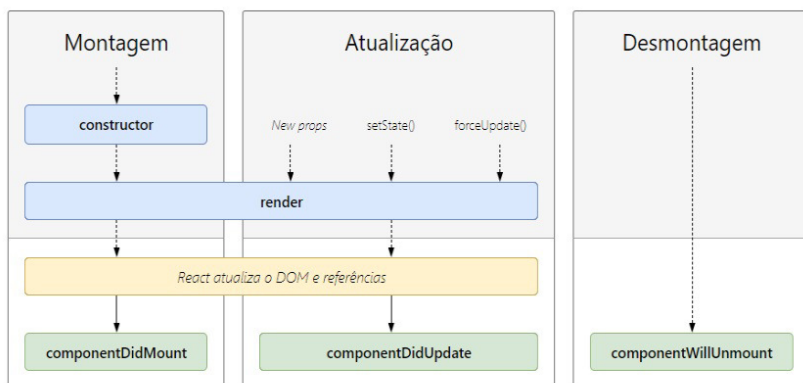 Montagem
Atualização
Desmontagem
constructor
New props
setState()
forceUpdate()
render
React atualiza o DOM e referências
componentDidMount
componentDidUpdate
componentWillUnmount